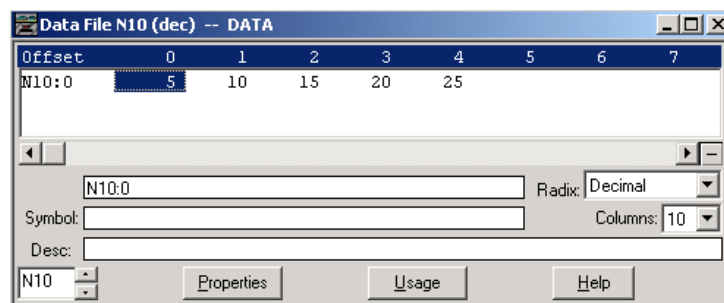 Data File N10 (dec) -- DATA
Offset 0 1 2 3 4 5 6 7
N10:0 5 10 15 20 25
N10:0 Radix: Decimal
Symbol: Columns: 10
Desc:
N10 Properties Usage Help